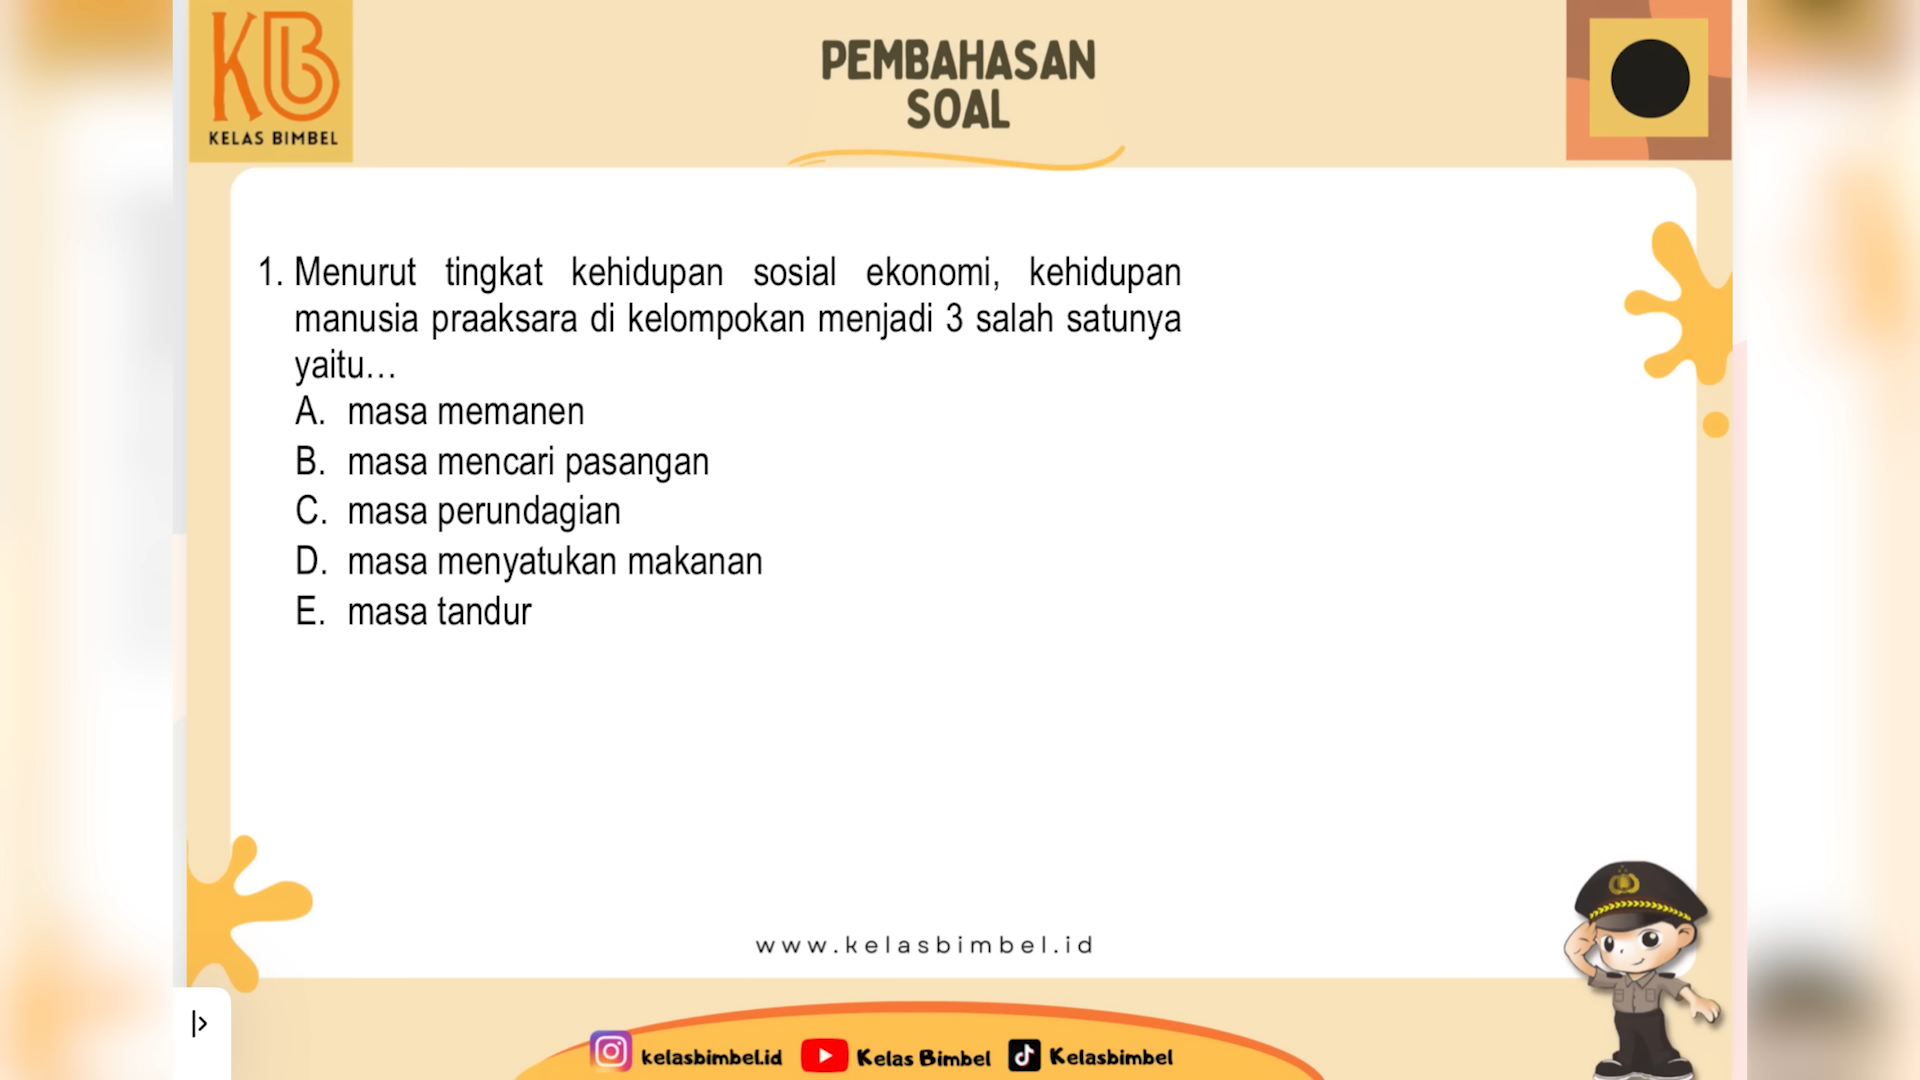 KB
KELAS BIMBEL
PEMBAHASAN
SOAL
1. Menurut tingkat kehidupan sosial ekonomi, kehidupan
manusia praaksara di kelompokan menjadi 3 salah satunya
yaitu...
A. masa memanen
B. masa mencari pasangan
C. masa perundagian
D. masa menyatukan makanan
E. masa tandur
www.kelasbimbel.id
kelasbimbel.id Kelas Bimbel Kelasbimbel